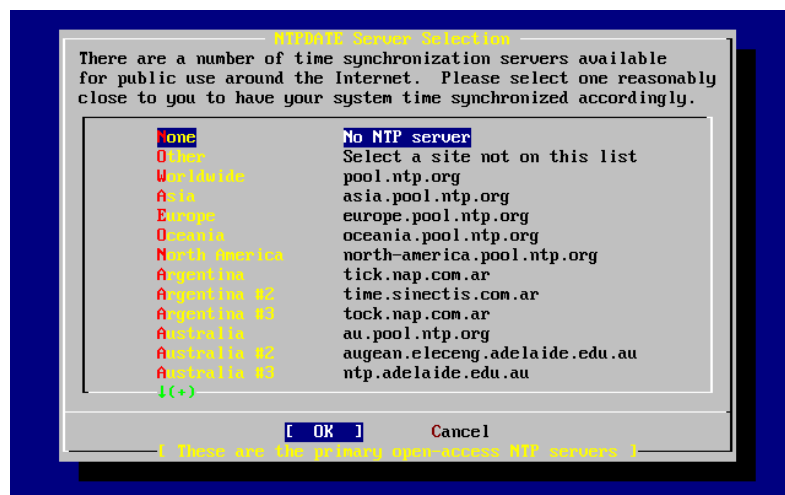 NTPDATE Server Selection
There are a number of time synchronization servers available
for public use around the Internet.  Please select one reasonably
close to you to have your system time synchronized accordingly.
None No NTP server
Other Select a site not on this list
Worldwide pool.ntp.org
Asia asia.pool.ntp.org
Europe europe.pool.ntp.org
Oceania oceania.pool.ntp.org
North America north-america.pool.ntp.org
Argentina tick.nap.com.ar
Argentina #2 time.sinectis.com.ar
Argentina #3 tock.nap.com.ar
Australia au.pool.ntp.org
Australia #2 augean.eleceng.adelaide.edu.au
Australia #3 ntp.adelaide.edu.au
↓(+)
[ OK ] Cancel
[ These are the primary open-access NTP servers ]